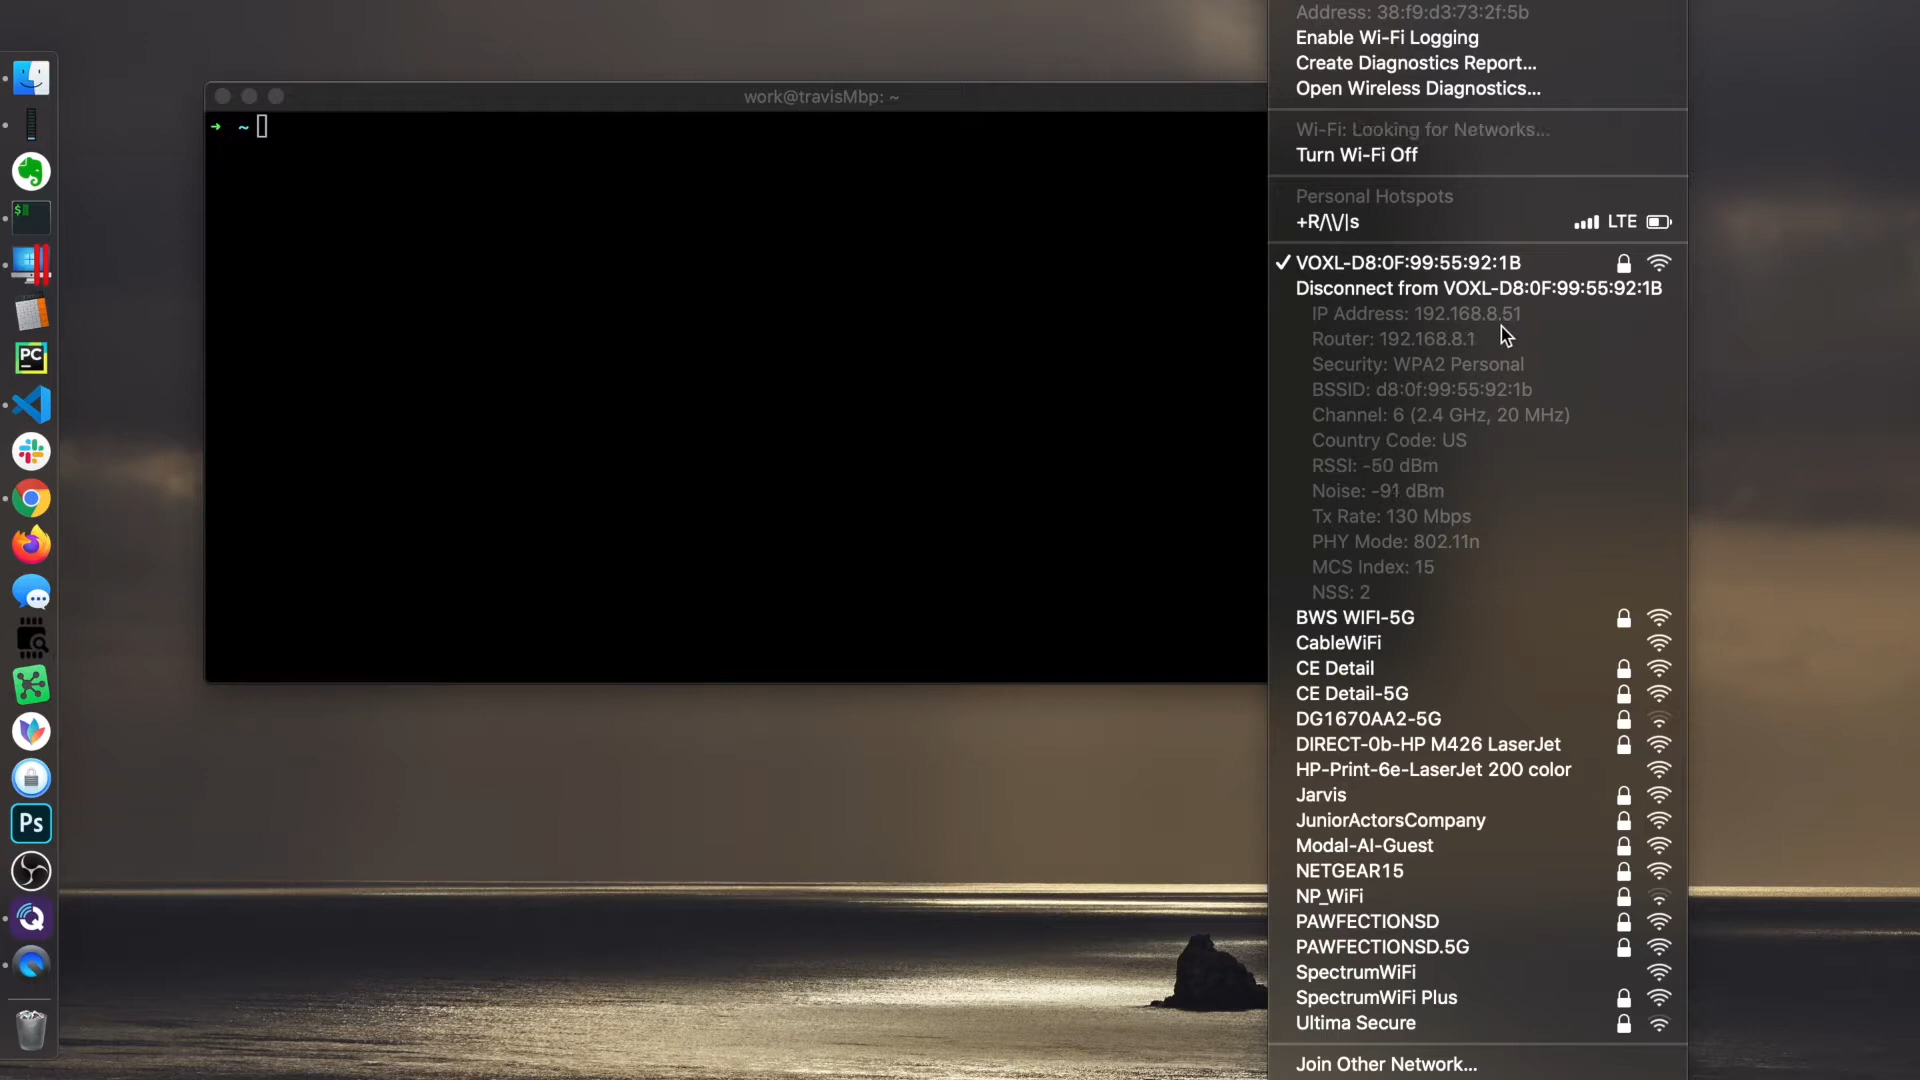 Address: 38:f9:d3:73:2f:5b
Enable Wi-Fi Logging
Create Diagnostics Report...
Open Wireless Diagnostics...
work@travisMbp: ~
➜ ~
Wi-Fi: Looking for Networks...
Turn Wi-Fi Off
Personal Hotspots
+R/\\/|s LTE
✓ VOXL-D8:0F:99:55:92:1B
Disconnect from VOXL-D8:0F:99:55:92:1B
IP Address: 192.168.8.51
Router: 192.168.8.1
Security: WPA2 Personal
BSSID: d8:0f:99:55:92:1b
Channel: 6 (2.4 GHz, 20 MHz)
Country Code: US
RSSI: -50 dBm
Noise: -91 dBm
Tx Rate: 130 Mbps
PHY Mode: 802.11n
MCS Index: 15
NSS: 2
BWS WIFI-5G
CableWiFi
CE Detail
CE Detail-5G
DG1670AA2-5G
DIRECT-0b-HP M426 LaserJet
HP-Print-6e-LaserJet 200 color
Jarvis
JuniorActorsCompany
Modal-AI-Guest
NETGEAR15
NP_WiFi
PAWFECTIONSD
PAWFECTIONSD.5G
SpectrumWiFi
SpectrumWiFi Plus
Ultima Secure
Join Other Network...
$
PC
Ps